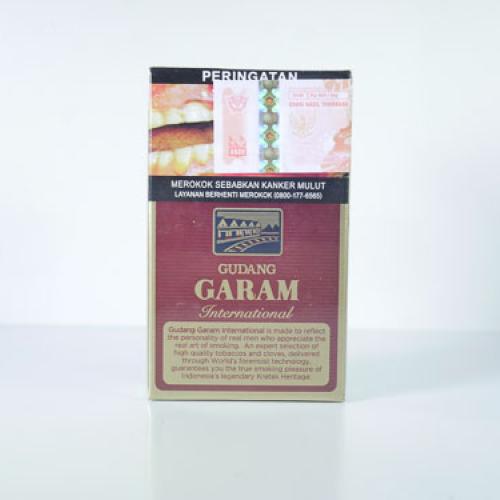 PERINGATAN
CUKAI HASIL TEMBAKAU
MEROKOK SEBABKAN KANKER MULUT
LAYANAN BERHENTI MEROKOK (0800-177-6565)
GUDANG
GARAM
International
Gudang Garam International is made to reflect
the personality of real men who appreciate the
real art of smoking. An expert selection of
high quality tobaccos and cloves, delivered
through World's foremost technology,
guarantees you the true smoking pleasure of
Indonesia's legendary Kretek Heritage.